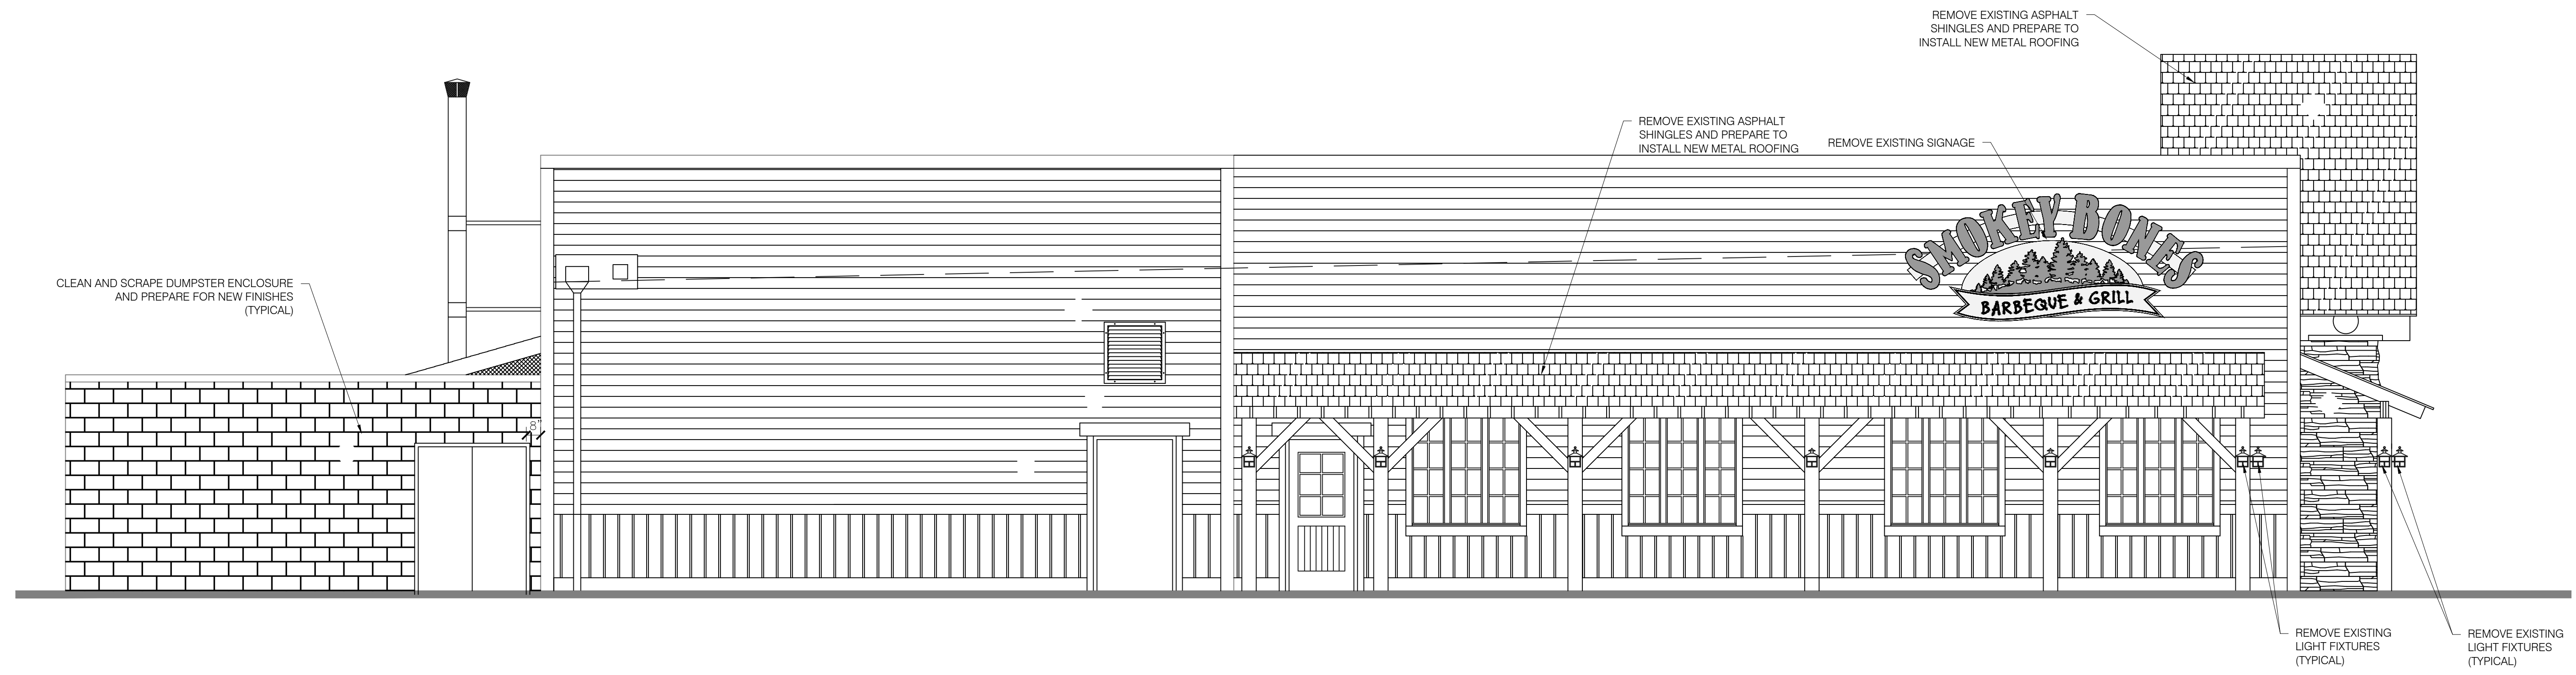 REMOVE EXISTING ASPHALT
SHINGLES AND PREPARE TO
INSTALL NEW METAL ROOFING
REMOVE EXISTING ASPHALT
SHINGLES AND PREPARE TO
INSTALL NEW METAL ROOFING
REMOVE EXISTING SIGNAGE
SMOKEY BONES
BARBEQUE & GRILL
CLEAN AND SCRAPE DUMPSTER ENCLOSURE
AND PREPARE FOR NEW FINISHES
(TYPICAL)
8"
REMOVE EXISTING
LIGHT FIXTURES
(TYPICAL)
REMOVE EXISTING
LIGHT FIXTURES
(TYPICAL)